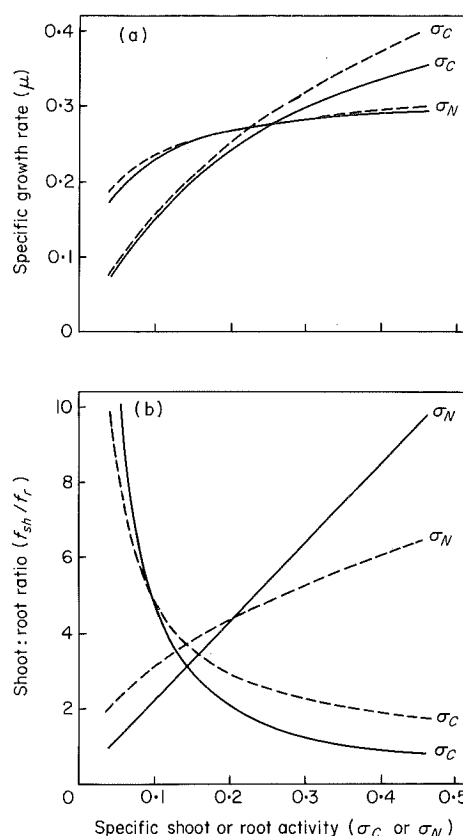 (a)
0·4
0·3
0·2
0·1
0
Specific growth rate (μ)
σC
σC
σN
(b)
10
8
6
4
2
0
Shoot : root ratio (fsh/fr)
σN
σN
σC
σC
0·1
0·2
0·3
0·4
0·5
Specific shoot or root activity (σC or σN)